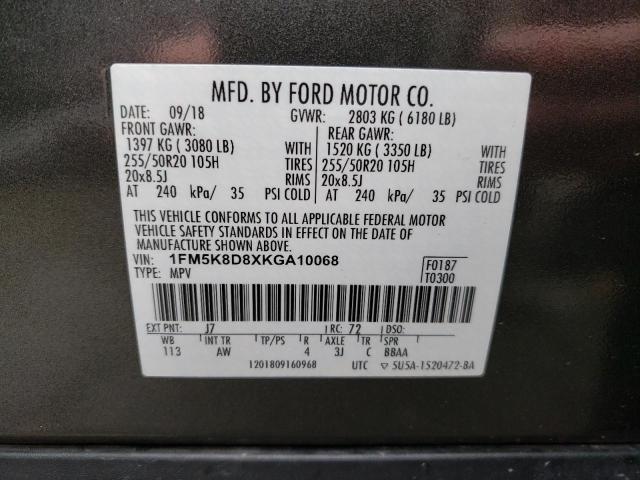 MFD. BY FORD MOTOR CO.
DATE: 09/18 GVWR: 2803 KG ( 6180 LB)
FRONT GAWR: REAR GAWR:
1397 KG ( 3080 LB) 1520 KG ( 3350 LB)
255/50R20 105H TIRES 255/50R20 105H TIRES
20x8.5J RIMS 20x8.5J RIMS
AT 240 kPa/ 35 PSI COLD AT 240 kPa/ 35 PSI COLD
THIS VEHICLE CONFORMS TO ALL APPLICABLE FEDERAL MOTOR
VEHICLE SAFETY STANDARDS IN EFFECT ON THE DATE OF
MANUFACTURE SHOWN ABOVE.
VIN: 1FM5K8D8XKGA10068 F0187
TYPE: MPV T0300
EXT PNT: J7 RC: 72 DSO:
WB INT TR TP/PS R AXLE TR SPR
113 AW 4 3J C BBAA
1201809160968 UTC ▽ 5U5A-1520472-BA